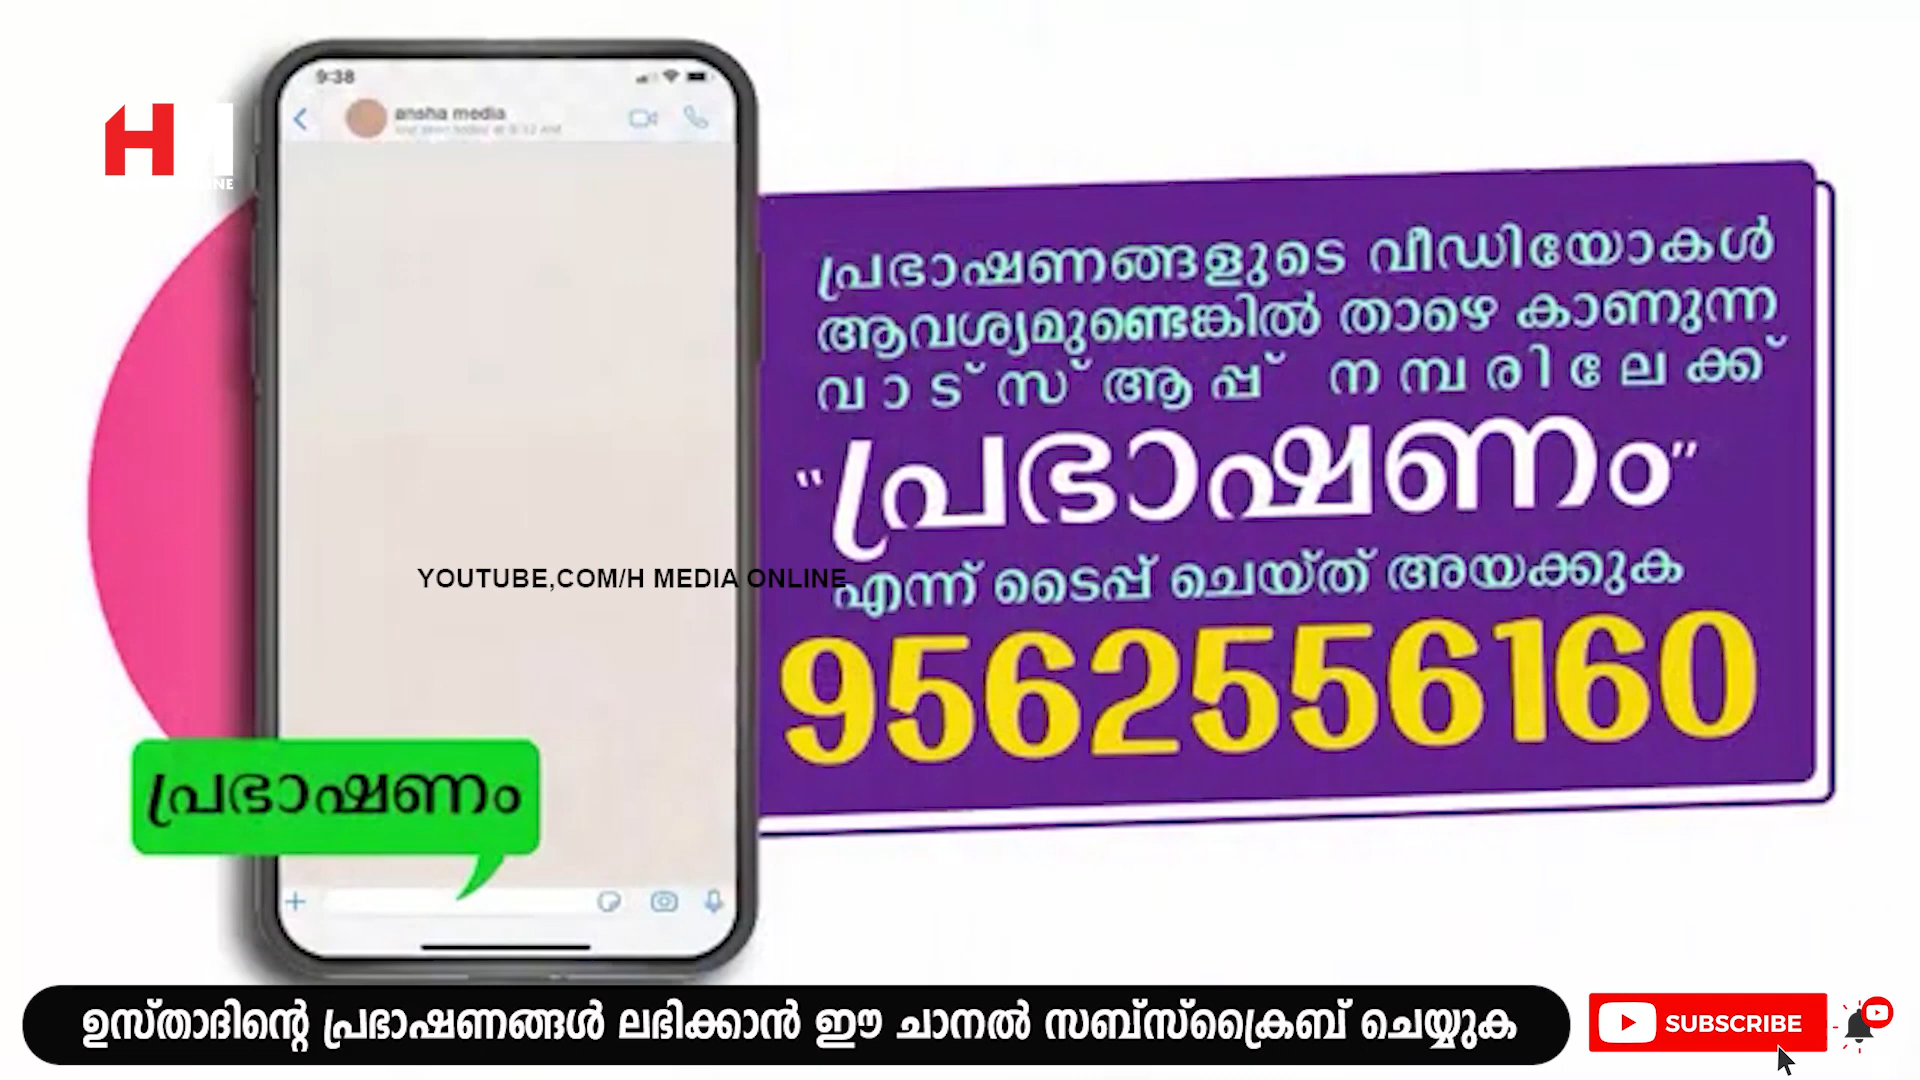 9:38
ansha media
H
പ്രഭാഷണങ്ങളുടെ വീഡിയോകൾ
ആവശ്യമുണ്ടെങ്കിൽ താഴെ കാണുന്ന
വാട്സ്ആപ്പ് നമ്പരിലേക്ക്
"പ്രഭാഷണം"
എന്ന് ടൈപ്പ് ചെയ്ത് അയക്കുക
9562556160
YOUTUBE,COM/H MEDIA ONLINE
പ്രഭാഷണം
ഉസ്താദിന്റെ പ്രഭാഷണങ്ങൾ ലഭിക്കാൻ ഈ ചാനൽ സബ്സ്ക്രൈബ് ചെയ്യുക
SUBSCRIBE